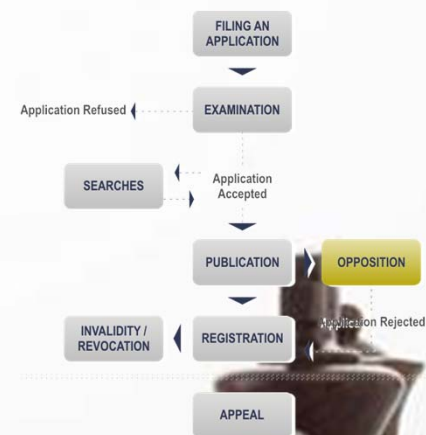 FILING AN
APPLICATION
Application Refused
EXAMINATION
SEARCHES
Application
Accepted
PUBLICATION
OPPOSITION
Application Rejected
INVALIDITY /
REVOCATION
REGISTRATION
APPEAL